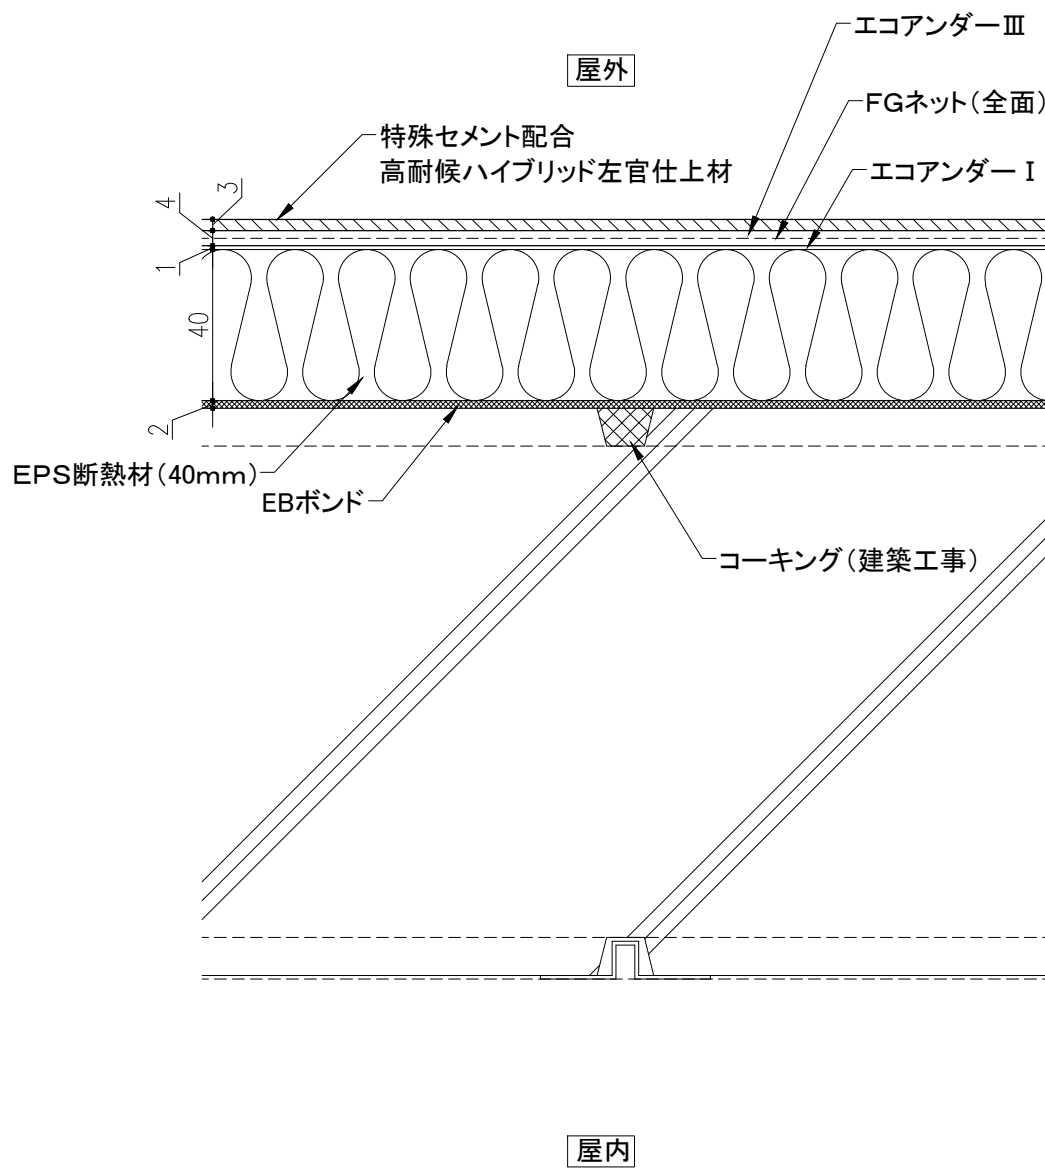 エコアンダーⅢ
屋外
FGネット(全面)
特殊セメント配合
高耐候ハイブリッド左官仕上材
エコアンダーⅠ
3
4
1
40
2
EPS断熱材(40mm)
EBボンド
コーキング(建築工事)
屋内